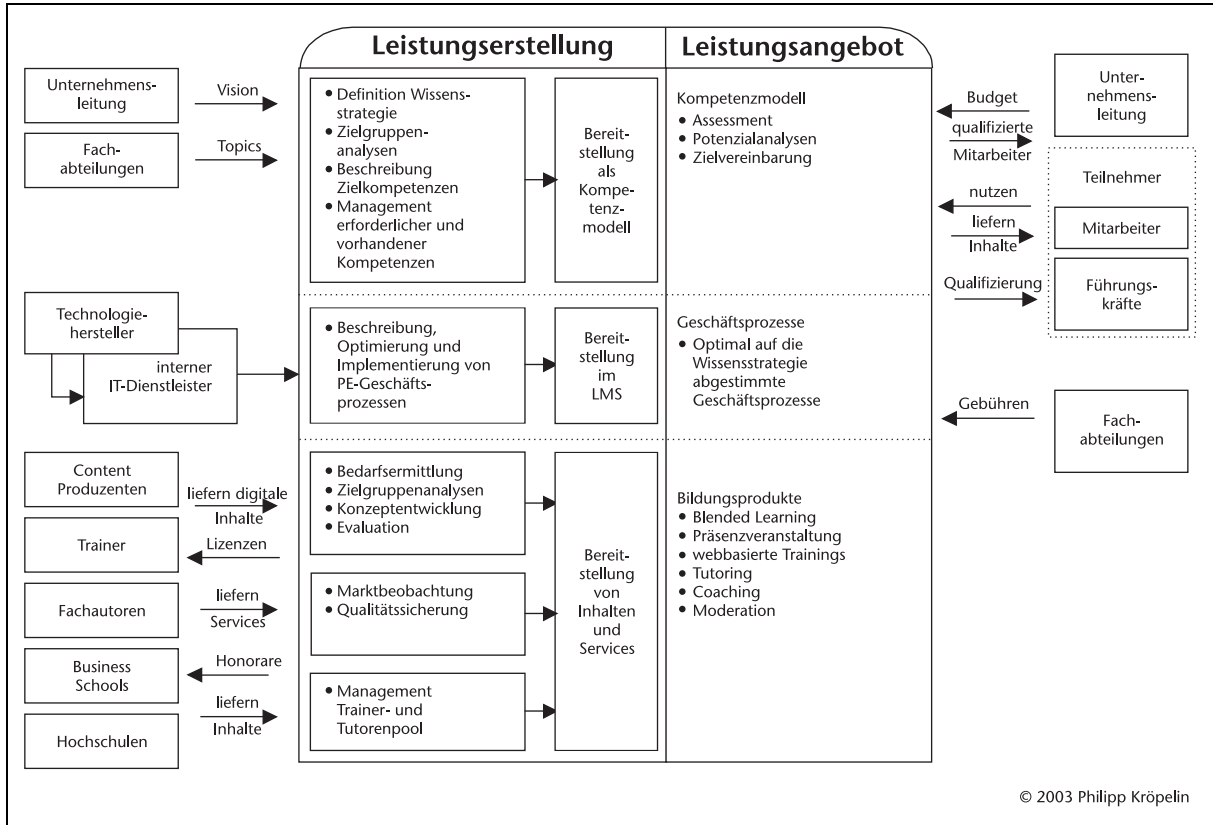 Leistungserstellung
Leistungsangebot
Unternehmens-
leitung
Fach-
abteilungen
Vision
Topics
• Definition Wissens-
strategie
• Zielgruppen-
analysen
• Beschreibung
Zielkompetenzen
• Management
erforderlicher und
vorhandener
Kompetenzen
Bereit-
stellung
als
Kompe-
tenz-
modell
Kompetenzmodell
• Assessment
• Potenzialanalysen
• Zielvereinbarung
Budget
qualifizierte
Mitarbeiter
nutzen
liefern
Inhalte
Qualifizierung
Unter-
nehmens-
leitung
Teilnehmer
Mitarbeiter
Führungs-
kräfte
Technologie-
hersteller
interner
IT-Dienstleister
• Beschreibung,
Optimierung und
Implementierung von
PE-Geschäfts-
prozessen
Bereit-
stellung
im
LMS
Geschäftsprozesse
• Optimal auf die
Wissensstrategie
abgestimmte
Geschäftsprozesse
Gebühren
Fach-
abteilungen
Content
Produzenten
Trainer
Fachautoren
Business
Schools
Hochschulen
liefern digitale
Inhalte
Lizenzen
liefern
Services
Honorare
liefern
Inhalte
• Bedarfsermittlung
• Zielgruppenanalysen
• Konzeptentwicklung
• Evaluation
• Marktbeobachtung
• Qualitätssicherung
• Management
Trainer- und
Tutorenpool
Bereit-
stellung
von
Inhalten
und
Services
Bildungsprodukte
• Blended Learning
• Präsenzveranstaltung
• webbasierte Trainings
• Tutoring
• Coaching
• Moderation
© 2003 Philipp Kröpelin